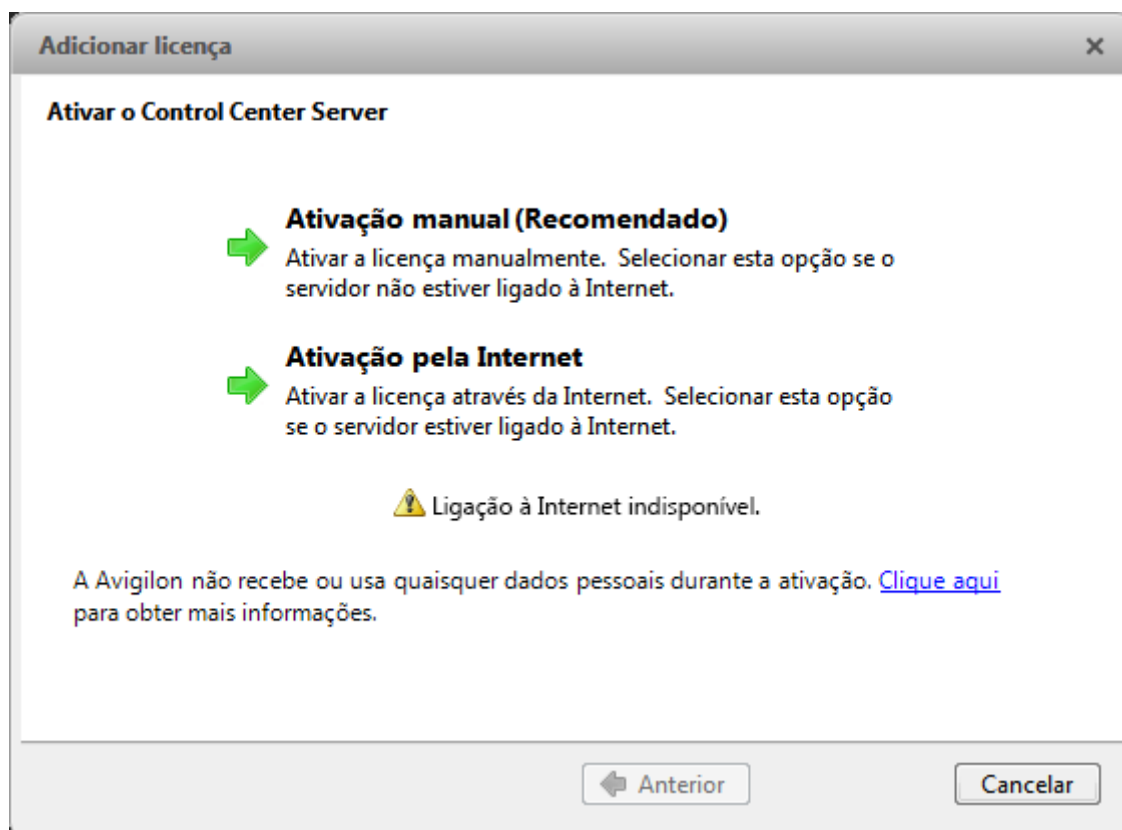 Adicionar licença
Ativar o Control Center Server
Ativação manual (Recomendado)
Ativar a licença manualmente.  Selecionar esta opção se o
servidor não estiver ligado à Internet.
Ativação pela Internet
Ativar a licença através da Internet.  Selecionar esta opção
se o servidor estiver ligado à Internet.
Ligação à Internet indisponível.
A Avigilon não recebe ou usa quaisquer dados pessoais durante a ativação. Clique aqui
para obter mais informações.
Anterior
Cancelar